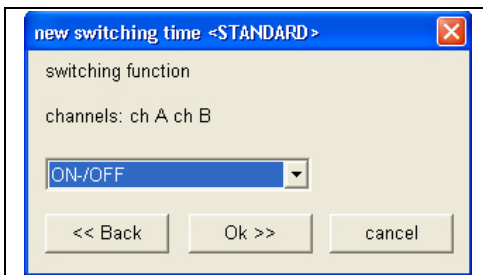 new switching time <STANDARD>
switching function
channels: ch A ch B
ON-/OFF
<< Back Ok >> cancel